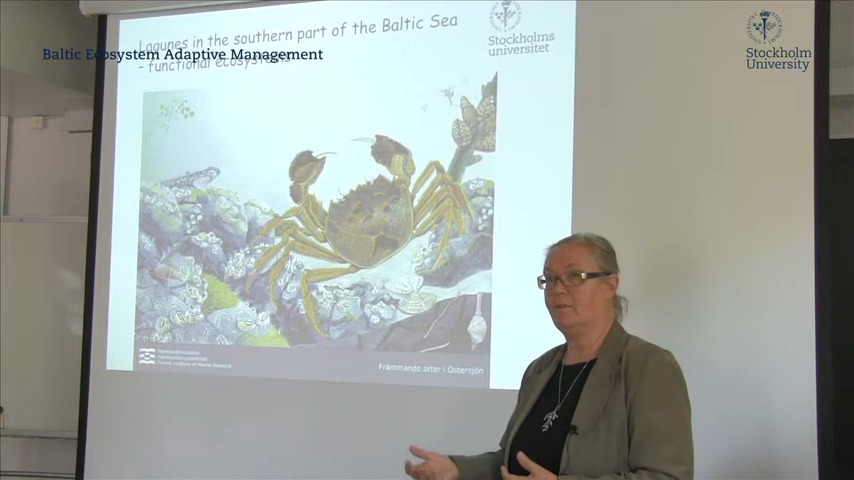 Lagunes in the southern part of the Baltic Sea
- functional ecosystems
Baltic Ecosystem Adaptive Management
Stockholms
universitet
Stockholm
University
Främmande arter i Östersjön